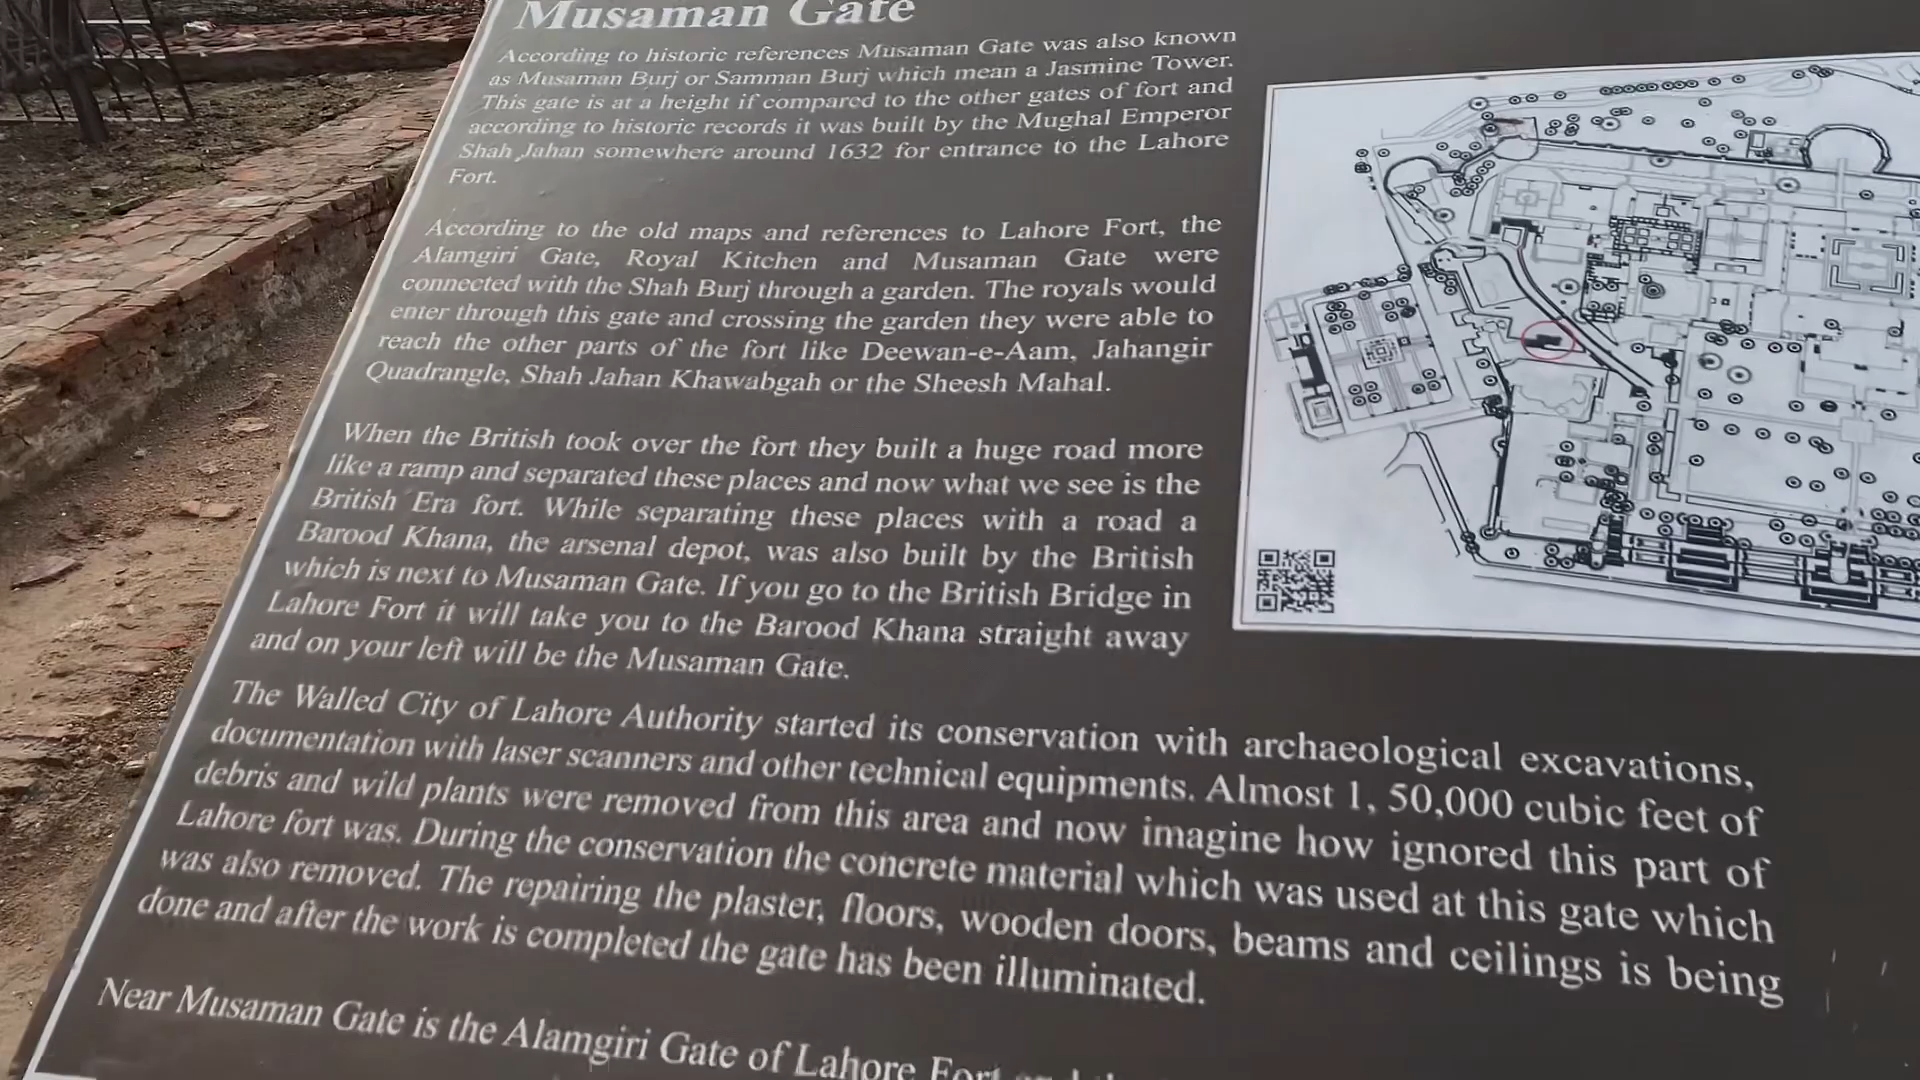 Musaman Gate
According to historic references Musaman Gate was also known
as Musaman Burj or Samman Burj which mean a Jasmine Tower.
This gate is at a height if compared to the other gates of fort and
according to historic records it was built by the Mughal Emperor
Shah Jahan somewhere around 1632 for entrance to the Lahore
Fort.
According to the old maps and references to Lahore Fort, the
Alamgiri Gate, Royal Kitchen and Musaman Gate were
connected with the Shah Burj through a garden. The royals would
enter through this gate and crossing the garden they were able to
reach the other parts of the fort like Deewan-e-Aam, Jahangir
Quadrangle, Shah Jahan Khawabgah or the Sheesh Mahal.
When the British took over the fort they built a huge road more
like a ramp and separated these places and now what we see is the
British Era fort. While separating these places with a road a
Barood Khana, the arsenal depot, was also built by the British
which is next to Musaman Gate. If you go to the British Bridge in
Lahore Fort it will take you to the Barood Khana straight away
and on your left will be the Musaman Gate.
The Walled City of Lahore Authority started its conservation with archaeological excavations,
documentation with laser scanners and other technical equipments. Almost 1, 50,000 cubic feet of
debris and wild plants were removed from this area and now imagine how ignored this part of
Lahore fort was. During the conservation the concrete material which was used at this gate which
was also removed. The repairing the plaster, floors, wooden doors, beams and ceilings is being
done and after the work is completed the gate has been illuminated.
Near Musaman Gate is the Alamgiri Gate of Lahore Fort